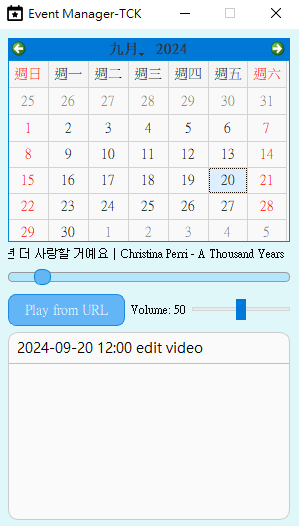 Event Manager-TCK
九月, 2024
週日 週一 週二 週三 週四 週五 週六
25 26 27 28 29 30 31
1 2 3 4 5 6 7
8 9 10 11 12 13 14
15 16 17 18 19 20 21
22 23 24 25 26 27 28
29 30 1 2 3 4 5
더 사랑할 거예요 | Christina Perri - A Thousand Years
Play from URL Volume: 50
2024-09-20 12:00 edit video